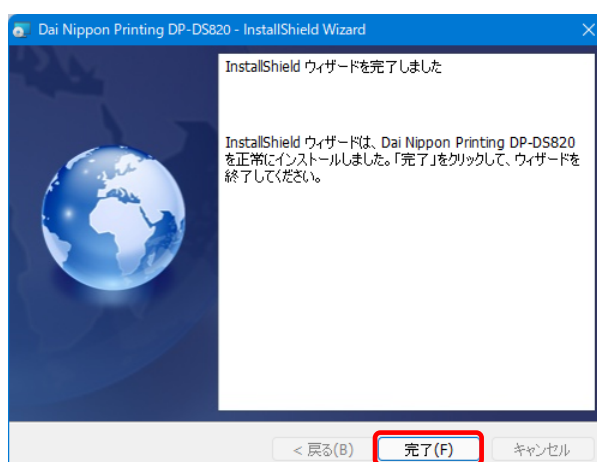 Dai Nippon Printing DP-DS820 - InstallShield Wizard
InstallShield ウィザードを完了しました
InstallShield ウィザードは、Dai Nippon Printing DP-DS820
を正常にインストールしました。「完了」をクリックして、ウィザードを
終了してください。
< 戻る(B)
完了(F)
キャンセル